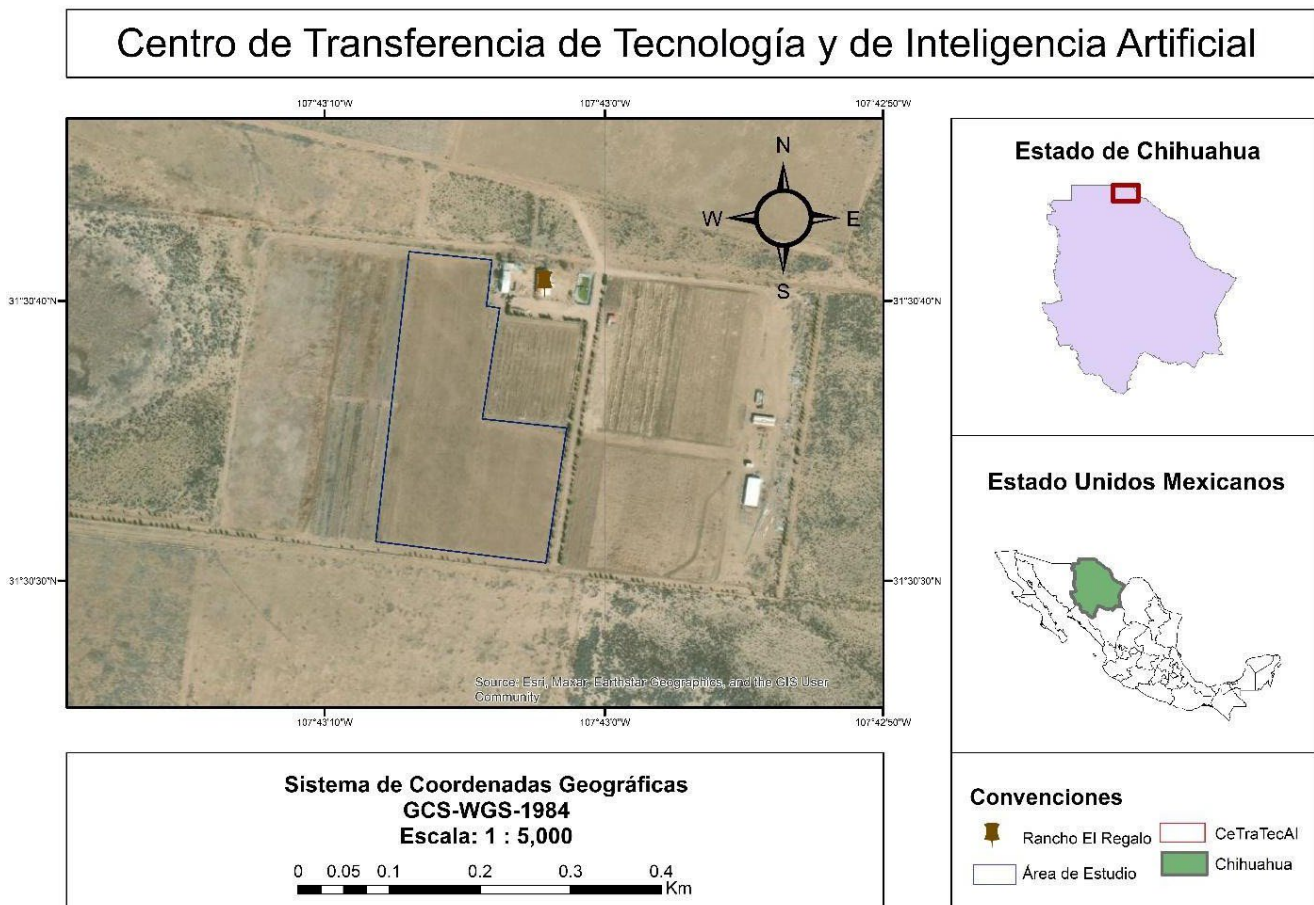 Centro de Transferencia de Tecnología y de Inteligencia Artificial
107°43'10"W 107°43'0"W 107°42'50"W
N
W E
S
31°30'40"N 31°30'40"N
31°30'30"N 31°30'30"N
Source: Esri, Maxar, Earthstar Geographics, and the GIS User
Community
107°43'10"W 107°43'0"W 107°42'50"W
Estado de Chihuahua
Estado Unidos Mexicanos
Sistema de Coordenadas Geográficas
GCS-WGS-1984
Escala: 1 : 5,000
0 0.05 0.1 0.2 0.3 0.4
Km
Convenciones
Rancho El Regalo
CeTraTecAI
Área de Estudio
Chihuahua